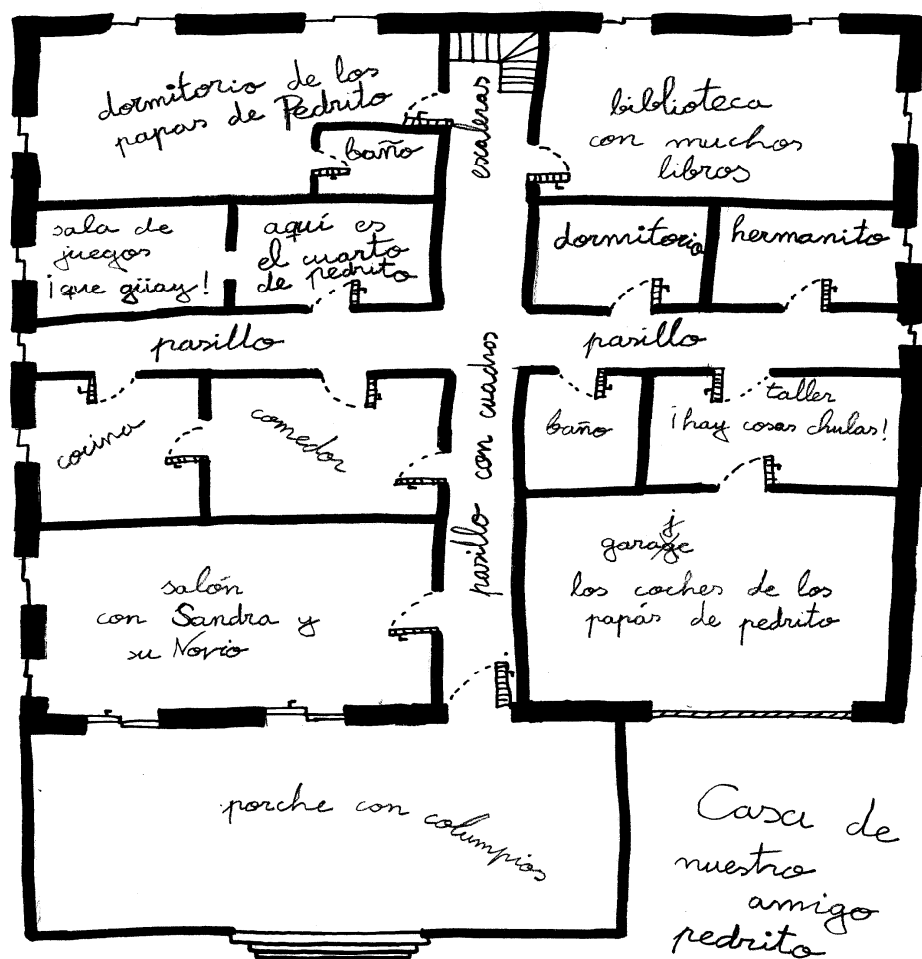 dormitorio de los
papas de Pedrito
baño
escaleras
biblioteca
con muchos
libros
sala de
juegos
¡que güay!
aquí es
el cuarto
de pedrito
dormitorio
hermanito
pasillo
pasillo
cocina
comedor
pasillo con cuadros
baño
taller
¡hay cosas chulas!
salón
con Sandra y
su Novio
j
garage
los coches de los
papás de pedrito
porche con columpios
Casa de
nuestro
amigo
pedrito